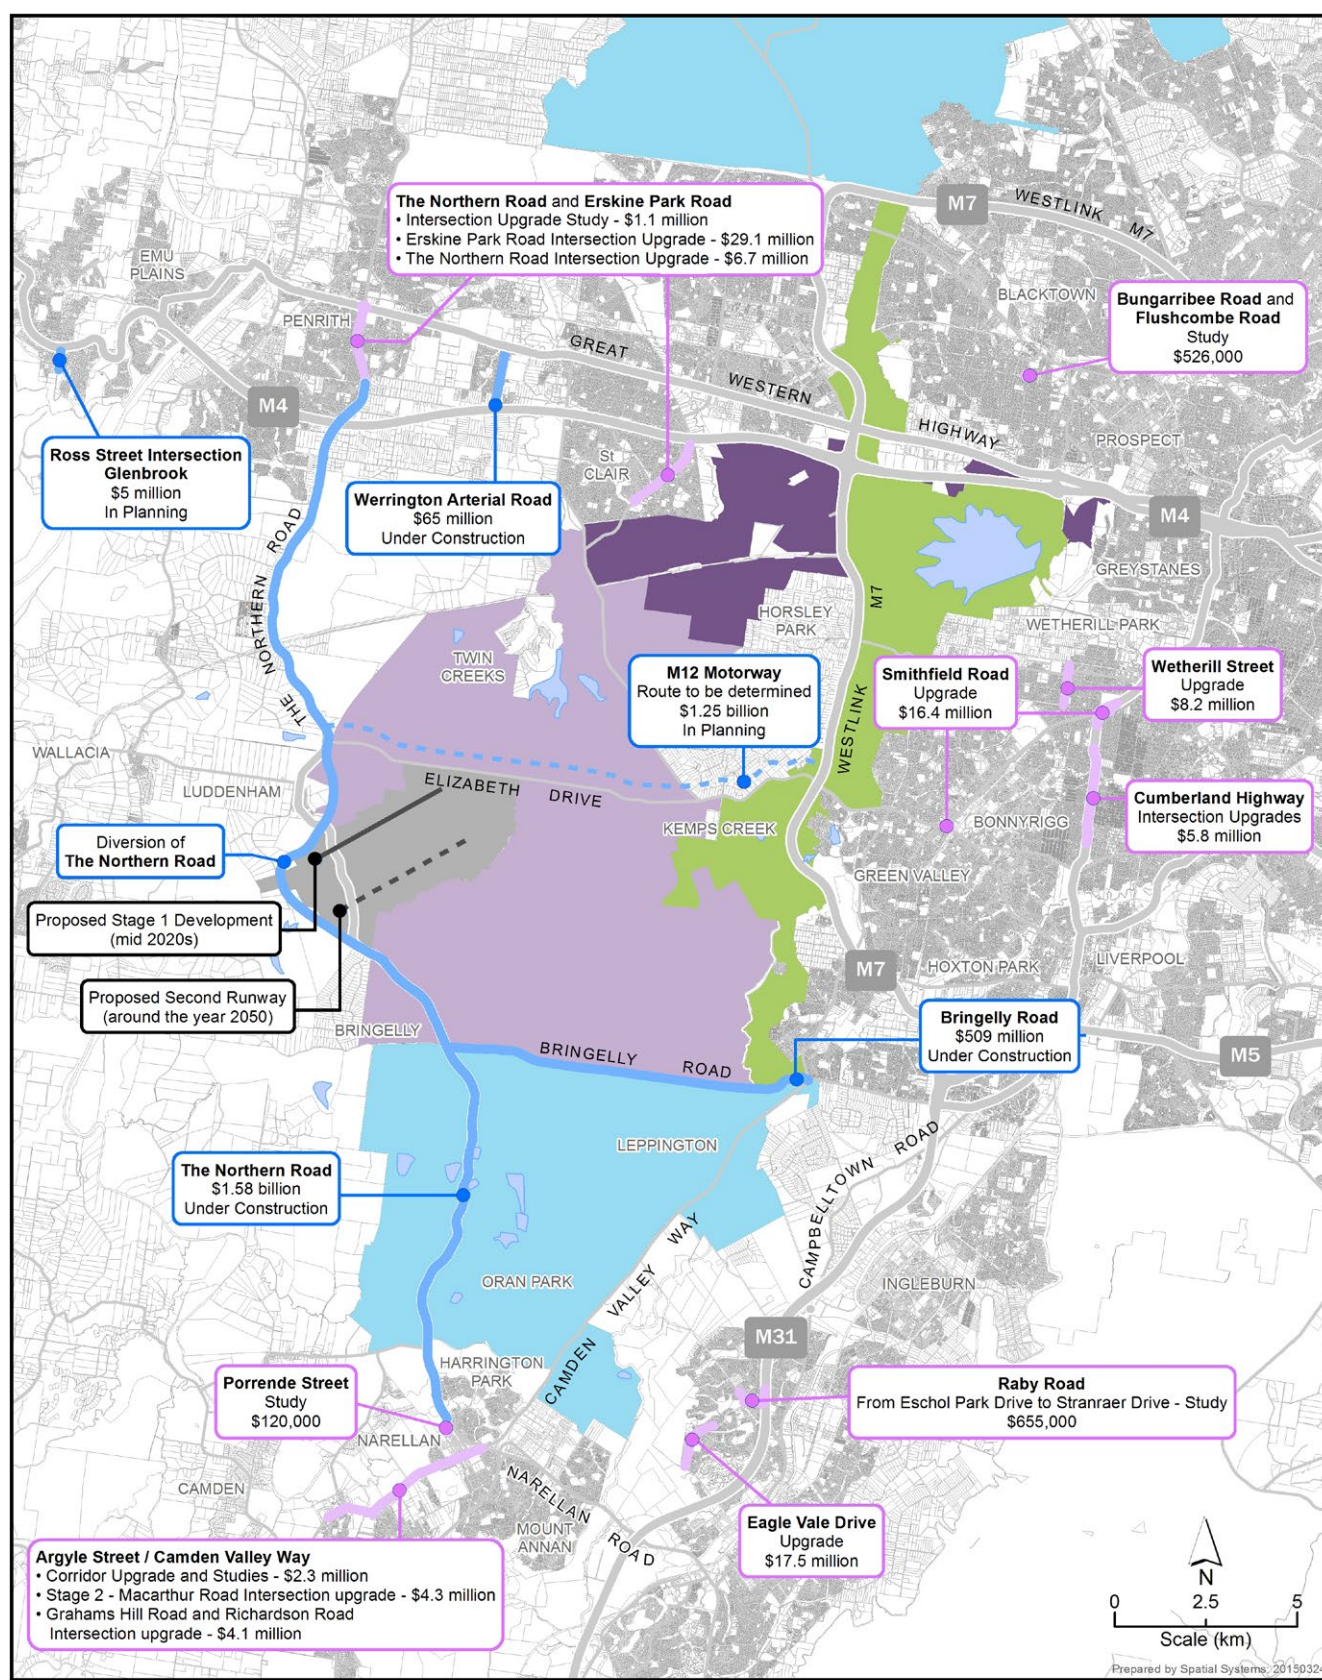 M7
WESTLINK M7
The Northern Road and Erskine Park Road
• Intersection Upgrade Study - $1.1 million
• Erskine Park Road Intersection Upgrade - $29.1 million
• The Northern Road Intersection Upgrade - $6.7 million
EMU
PLAINS
BLACKTOWN
Bungarribee Road and
Flushcombe Road
Study
$526,000
PENRITH
GREAT WESTERN HIGHWAY
M4
PROSPECT
Ross Street Intersection
Glenbrook
$5 million
In Planning
St
CLAIR
Werrington Arterial Road
$65 million
Under Construction
M4
THE NORTHERN ROAD
GREYSTANES
HORSLEY
PARK
WETHERILL PARK
WESTLINK M7
TWIN
CREEKS
M12 Motorway
Route to be determined
$1.25 billion
In Planning
Smithfield Road
Upgrade
$16.4 million
Wetherill Street
Upgrade
$8.2 million
WALLACIA
LUDDENHAM
ELIZABETH DRIVE
KEMPS CREEK
BONNYRIGG
Cumberland Highway
Intersection Upgrades
$5.8 million
Diversion of
The Northern Road
GREEN VALLEY
Proposed Stage 1 Development
(mid 2020s)
M7
HOXTON PARK
LIVERPOOL
Proposed Second Runway
(around the year 2050)
BRINGELLY
BRINGELLY ROAD
Bringelly Road
$509 million
Under Construction
M5
LEPPINGTON
CAMPBELLTOWN ROAD
The Northern Road
$1.58 billion
Under Construction
CAMDEN VALLEY WAY
ORAN PARK
INGLEBURN
M31
HARRINGTON
PARK
Porrende Street
Study
$120,000
Raby Road
From Eschol Park Drive to Stranraer Drive - Study
$655,000
NARELLAN
CAMDEN
NARELLAN ROAD
MOUNT
ANNAN
Eagle Vale Drive
Upgrade
$17.5 million
Argyle Street / Camden Valley Way
• Corridor Upgrade and Studies - $2.3 million
• Stage 2 - Macarthur Road Intersection upgrade - $4.3 million
• Grahams Hill Road and Richardson Road
Intersection upgrade - $4.1 million
N
0 2.5 5
Scale (km)
Prepared by Spatial Systems, 20150324